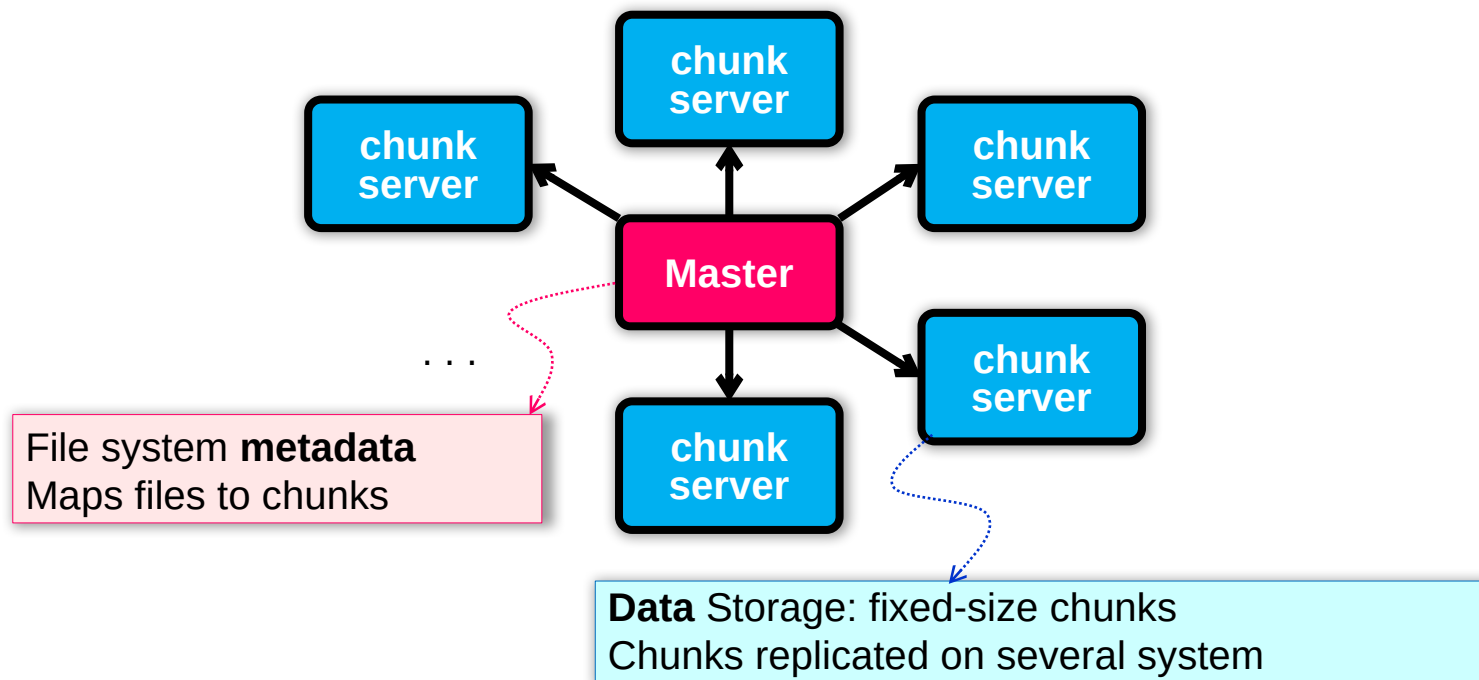 chunk
server
chunk
server
chunk
server
Master
chunk
server
. . .
chunk
server
File system metadata
Maps files to chunks
Data Storage: fixed-size chunks
Chunks replicated on several system